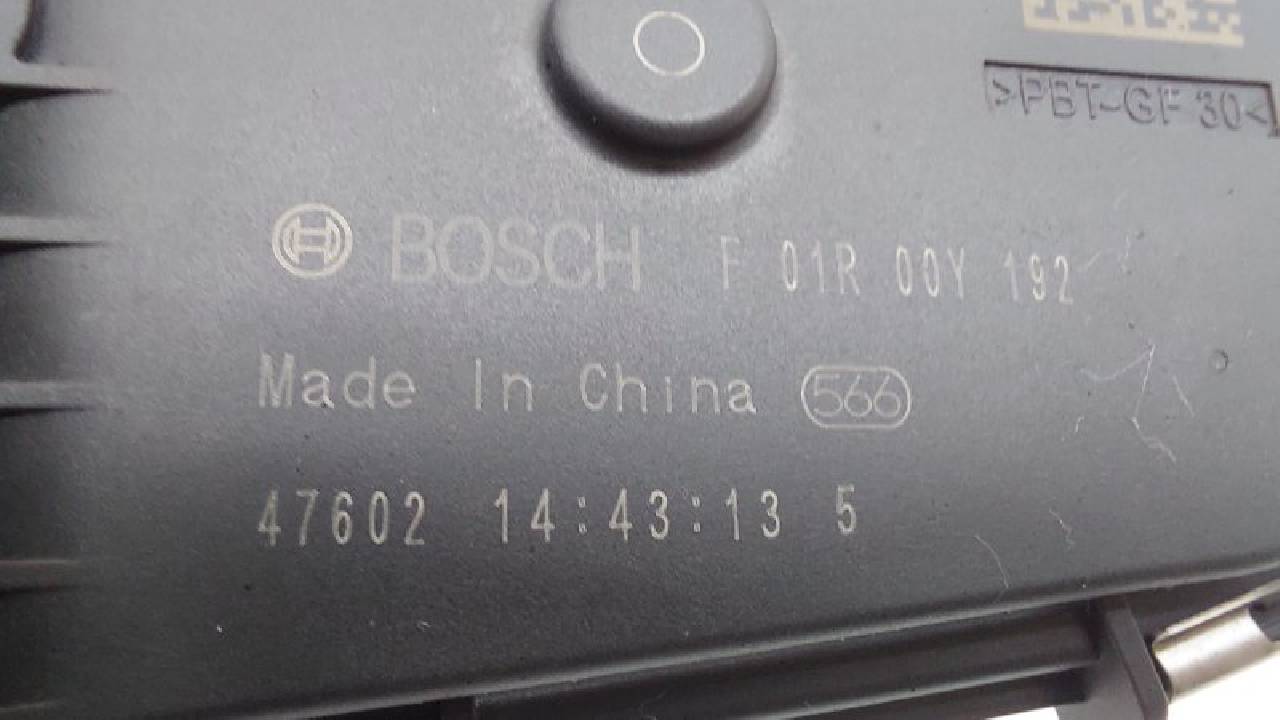 >PBT-GF 30<
BOSCH F 01R 00Y 192
Made In China 566
47602 14:43:13 5